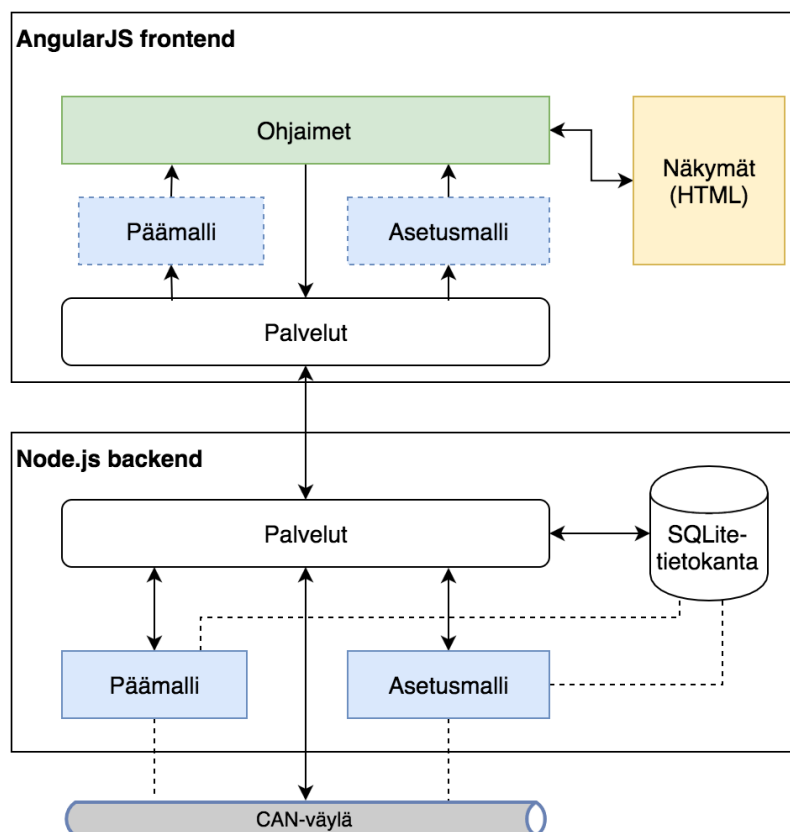 AngularJS frontend
Ohjaimet
Näkymät
(HTML)
Päämalli
Asetusmalli
Palvelut
Node.js backend
Palvelut
SQLite-
tietokanta
Päämalli
Asetusmalli
CAN-väylä